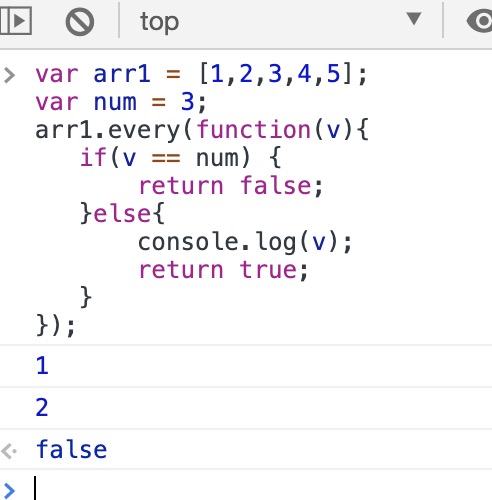 top
var arr1 = [1,2,3,4,5];
var num = 3;
arr1.every(function(v){
   if(v == num) {
       return false;
   }else{
       console.log(v);
       return true;
   }
});
1
2
false